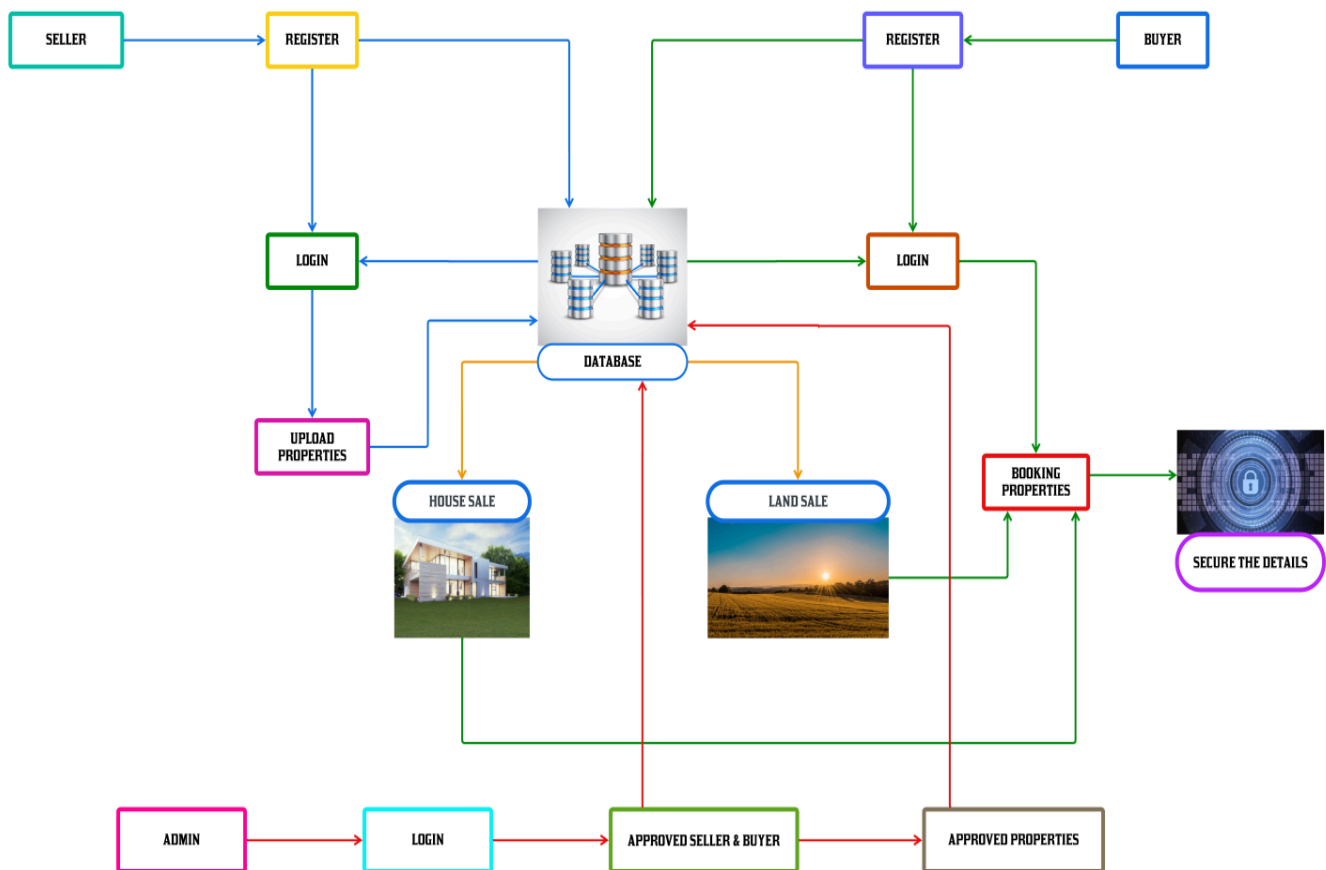 SELLER
REGISTER
REGISTER
BUYER
LOGIN
LOGIN
DATABASE
UPLOAD
PROPERTIES
HOUSE SALE
LAND SALE
BOOKING
PROPERTIES
SECURE THE DETAILS
ADMIN
LOGIN
APPROVED SELLER & BUYER
APPROVED PROPERTIES